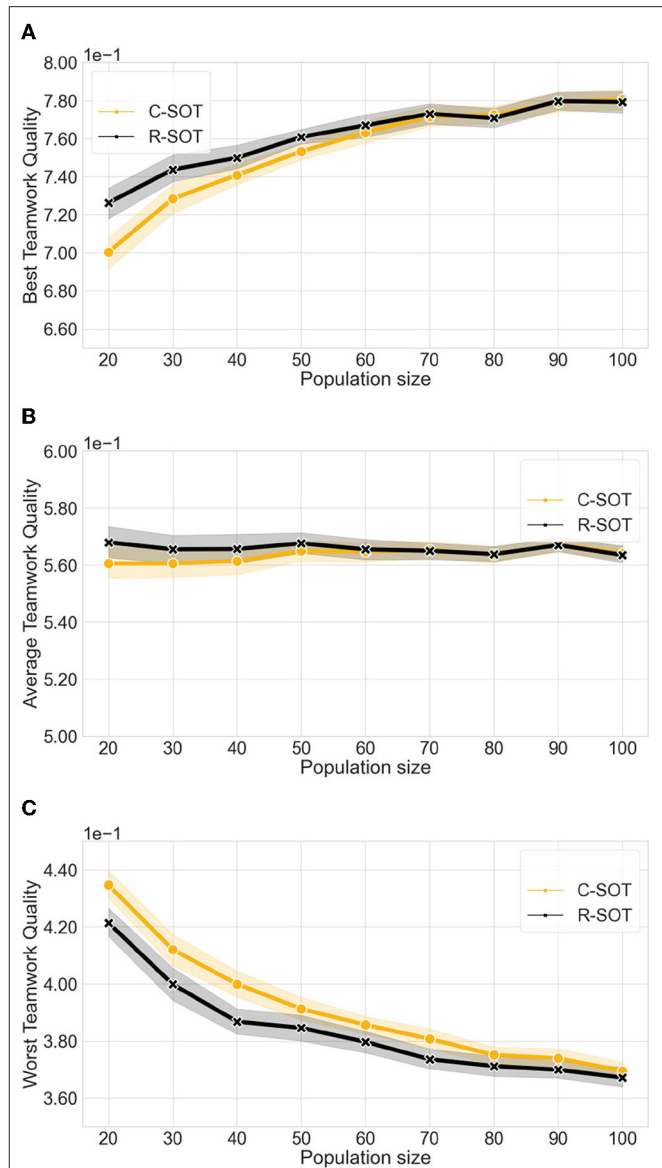 A
1e−1
8.00
7.80
7.60
7.40
7.20
7.00
6.80
6.60
Best Teamwork Quality
C-SOT
R-SOT
20 30 40 50 60 70 80 90 100
Population size
B
1e−1
6.00
5.80
5.60
5.40
5.20
5.00
Average Teamwork Quality
C-SOT
R-SOT
20 30 40 50 60 70 80 90 100
Population size
C
1e−1
4.40
4.20
4.00
3.80
3.60
Worst Teamwork Quality
C-SOT
R-SOT
20 30 40 50 60 70 80 90 100
Population size